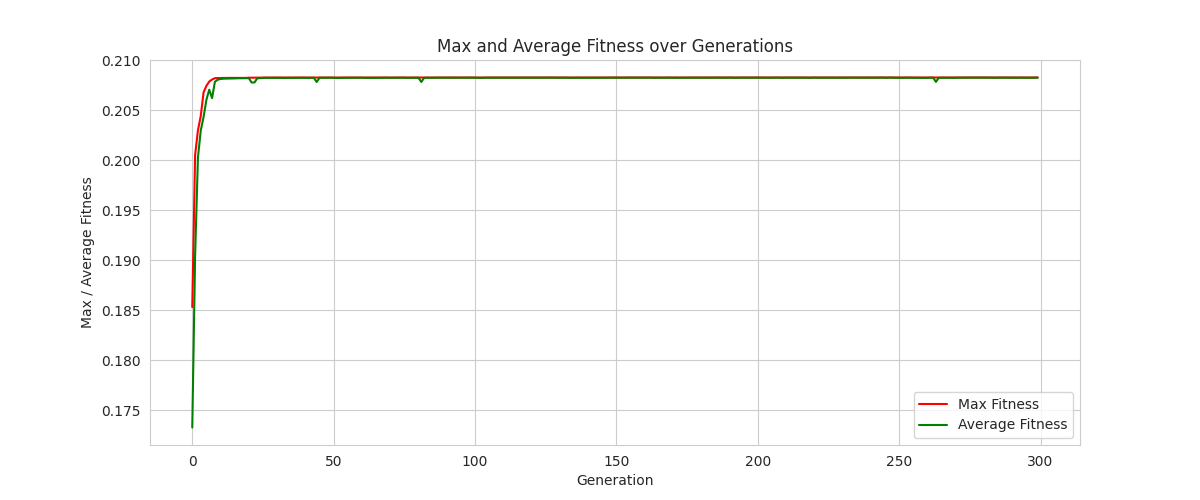 Max and Average Fitness over Generations
Max / Average Fitness
0.210
0.205
0.200
0.195
0.190
0.185
0.180
0.175
0 50 100 150 200 250 300
Generation
Max Fitness
Average Fitness